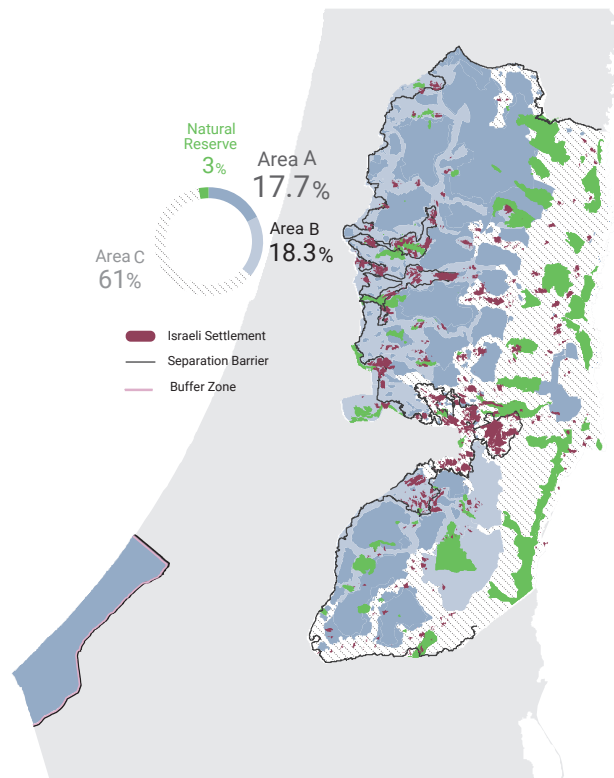 Natural
Reserve
3%
Area A
17.7%
Area B
18.3%
Area C
61%
Israeli Settlement
Separation Barrier
Buffer Zone